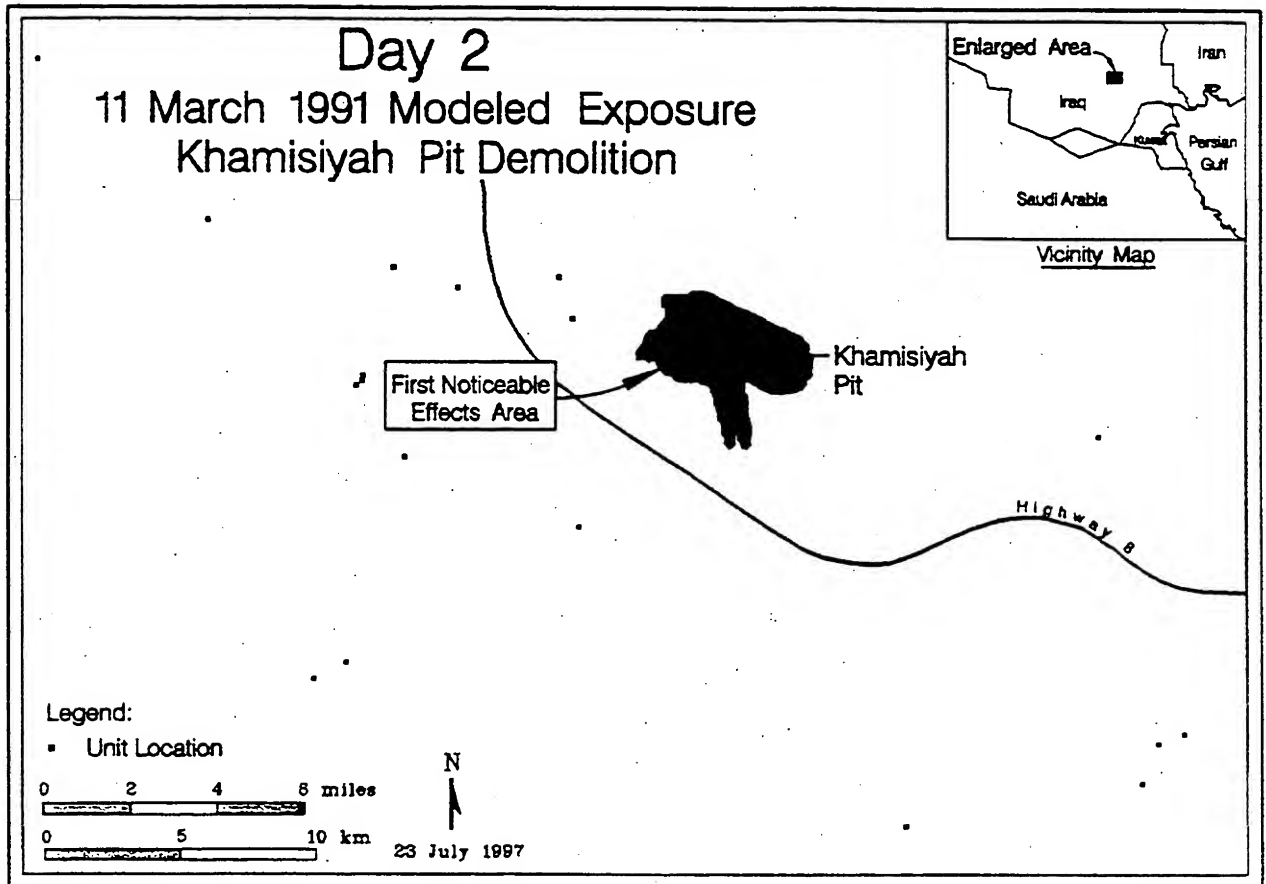 Day 2
11 March 1991 Modeled Exposure
Khamisiyah Pit Demolition
Enlarged Area
Iran
Iraq
Kuwait
Persian
Gulf
Saudi Arabia
Vicinity Map
Khamisiyah
Pit
First Noticeable
Effects Area
Highway 8
Legend:
Unit Location
0 2 4 6 miles
0 5 10 km
N
23 July 1997